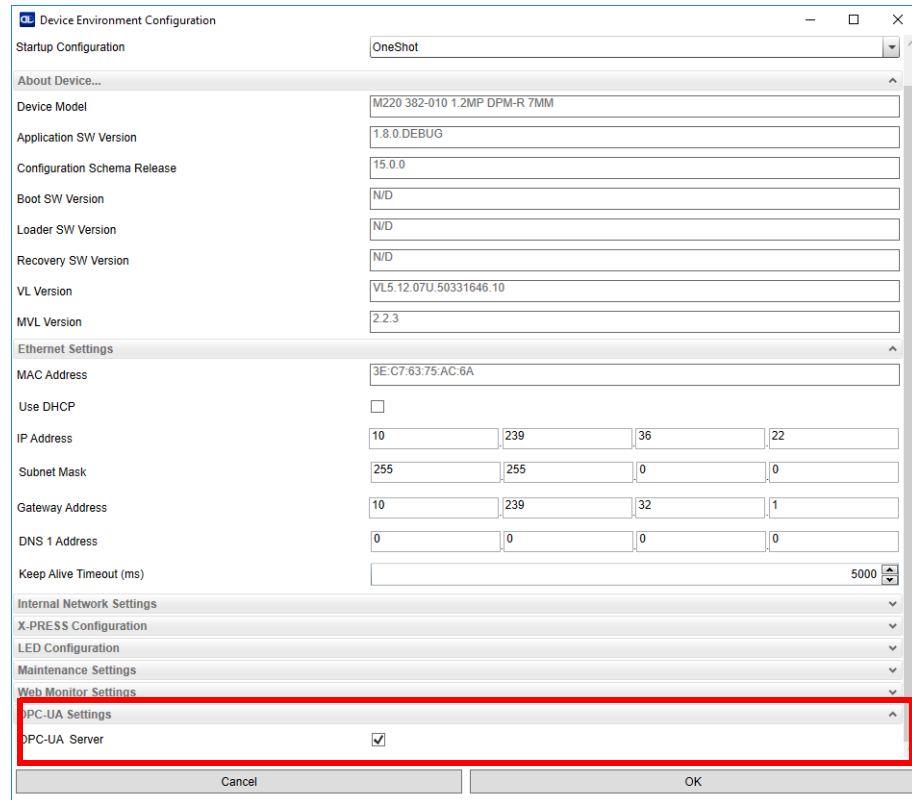 DL Device Environment Configuration
Startup Configuration OneShot
About Device...
Device Model M220 382-010 1.2MP DPM-R 7MM
Application SW Version 1.8.0.DEBUG
Configuration Schema Release 15.0.0
Boot SW Version N/D
Loader SW Version N/D
Recovery SW Version N/D
VL Version VL5.12.07U.50331646.10
MVL Version 2.2.3
Ethernet Settings
MAC Address 3E:C7:63:75:AC:6A
Use DHCP
IP Address 10 . 239 . 36 . 22
Subnet Mask 255 . 255 . 0 . 0
Gateway Address 10 . 239 . 32 . 1
DNS 1 Address 0 . 0 . 0 . 0
Keep Alive Timeout (ms) 5000
Internal Network Settings
X-PRESS Configuration
LED Configuration
Maintenance Settings
Web Monitor Settings
OPC-UA Settings
OPC-UA Server
Cancel OK